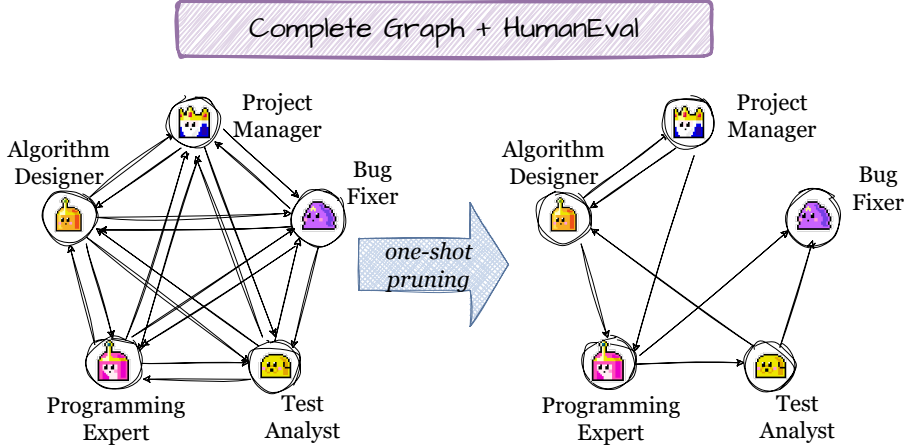 Complete Graph + HumanEval
Project
Manager
Algorithm
Designer
Bug
Fixer
Programming
Expert
Test
Analyst
one-shot
pruning
Project
Manager
Algorithm
Designer
Bug
Fixer
Programming
Expert
Test
Analyst